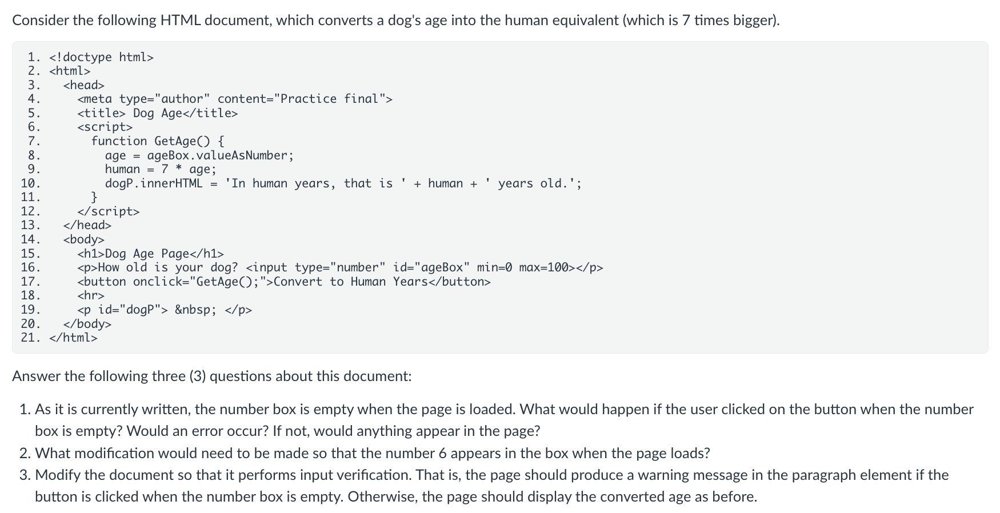 Consider the following HTML document, which converts a dog's age into the human equivalent (which is 7 times bigger).
1. <!doctype html>
2. <html>
3.   <head>
4.     <meta type="author" content="Practice final">
5.     <title> Dog Age</title>
6.     <script>
7.       function GetAge() {
8.         age = ageBox.valueAsNumber;
9.         human = 7 * age;
10.         dogP.innerHTML = 'In human years, that is ' + human + ' years old.';
11.       }
12.     </script>
13.   </head>
14.   <body>
15.     <h1>Dog Age Page</h1>
16.     <p>How old is your dog? <input type="number" id="ageBox" min=0 max=100></p>
17.     <button onclick="GetAge();">Convert to Human Years</button>
18.     <hr>
19.     <p id="dogP"> &nbsp; </p>
20.   </body>
21. </html>
Answer the following three (3) questions about this document:
1. As it is currently written, the number box is empty when the page is loaded. What would happen if the user clicked on the button when the number
box is empty? Would an error occur? If not, would anything appear in the page?
2. What modification would need to be made so that the number 6 appears in the box when the page loads?
3. Modify the document so that it performs input verification. That is, the page should produce a warning message in the paragraph element if the
button is clicked when the number box is empty. Otherwise, the page should display the converted age as before.